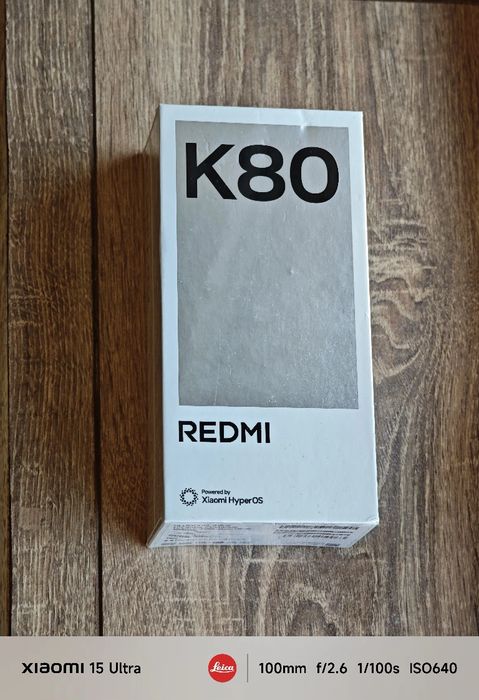 K80
REDMI
Powered by
Xiaomi HyperOS
xiaomi 15 Ultra
Leica
100mm f/2.6 1/100s ISO640